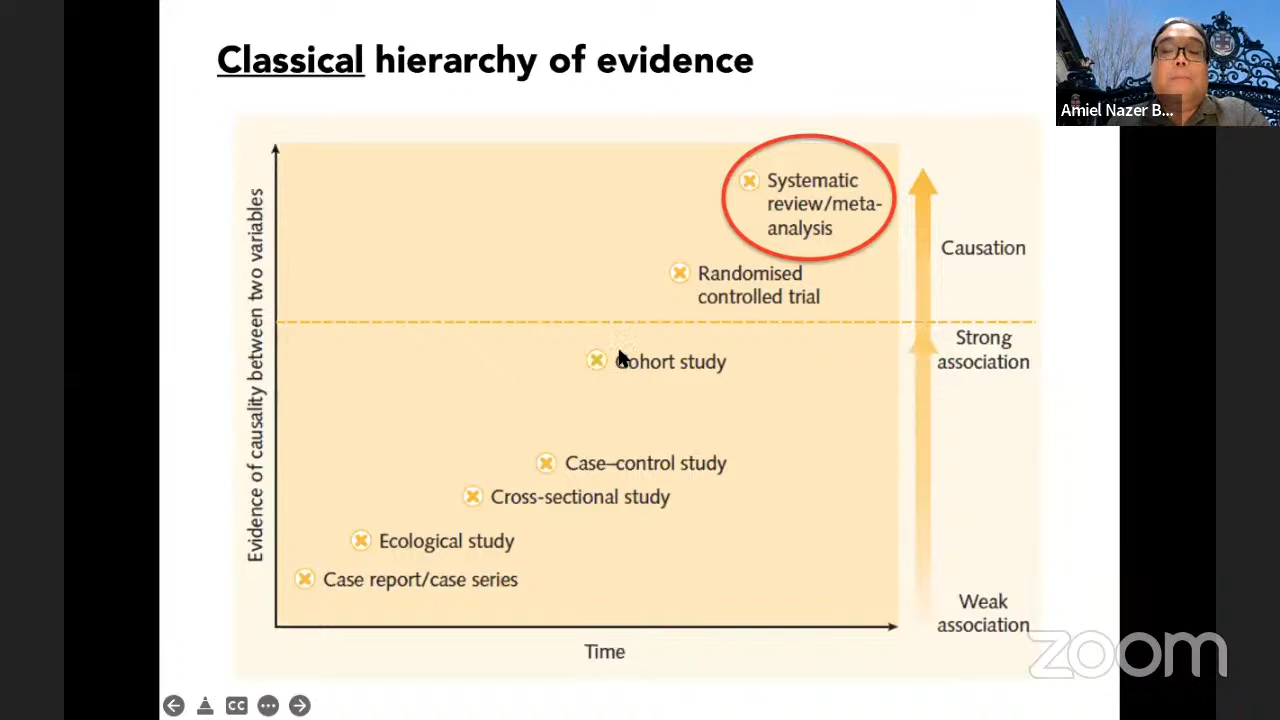 Classical hierarchy of evidence
Amiel Nazer B...
Evidence of causality between two variables
Systematic
review/meta-
analysis
Causation
Randomised
controlled trial
Strong
association
Cohort study
Case–control study
Cross-sectional study
Ecological study
Case report/case series
Weak
association
Time
zoom
CC